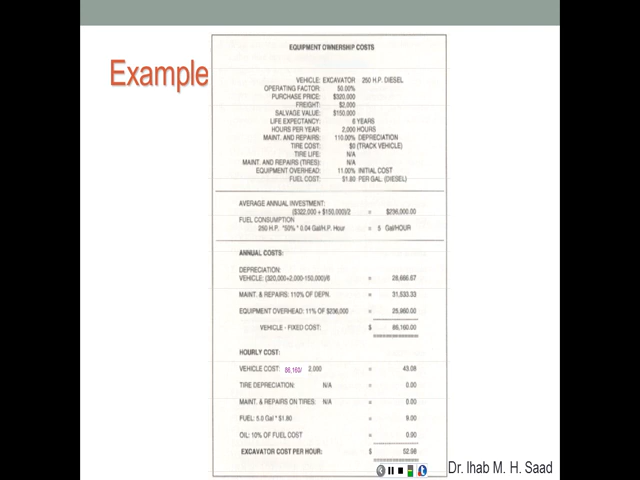 Example
EQUIPMENT OWNERSHIP COSTS
VEHICLE: EXCAVATOR 250 H.P. DIESEL
OPERATING FACTOR: 50.00%
PURCHASE PRICE: $320,000
FREIGHT: $2,000
SALVAGE VALUE: $150,000
LIFE EXPECTANCY: 6 YEARS
HOURS PER YEAR: 2,000 HOURS
MAINT. AND REPAIRS: 110.00% DEPRECIATION
TIRE COST: $0 (TRACK VEHICLE)
TIRE LIFE: N/A
MAINT. AND REPAIRS (TIRES): N/A
EQUIPMENT OVERHEAD: 11.00% INITIAL COST
FUEL COST: $1.80 PER GAL. (DIESEL)
AVERAGE ANNUAL INVESTMENT:
($322,000 + $150,000)/2 = $236,000.00
FUEL CONSUMPTION
250 H.P. *50% * 0.04 Gal/H.P. Hour = 5 Gal/HOUR
ANNUAL COSTS:
DEPRECIATION:
VEHICLE: (320,000+2,000-150,000)/6 = 28,666.67
MAINT. & REPAIRS: 110% OF DEPN. = 31,533.33
EQUIPMENT OVERHEAD: 11% OF $236,000 = 25,960.00
VEHICLE - FIXED COST: $ 86,160.00
HOURLY COST:
VEHICLE COST: 86,160/ 2,000 = 43.08
TIRE DEPRECIATION: N/A = 0.00
MAINT. & REPAIRS ON TIRES: N/A = 0.00
FUEL: 5.0 Gal * $1.80 = 9.00
OIL: 10% OF FUEL COST = 0.90
EXCAVATOR COST PER HOUR: $ 52.98
Dr. Ihab M. H. Saad